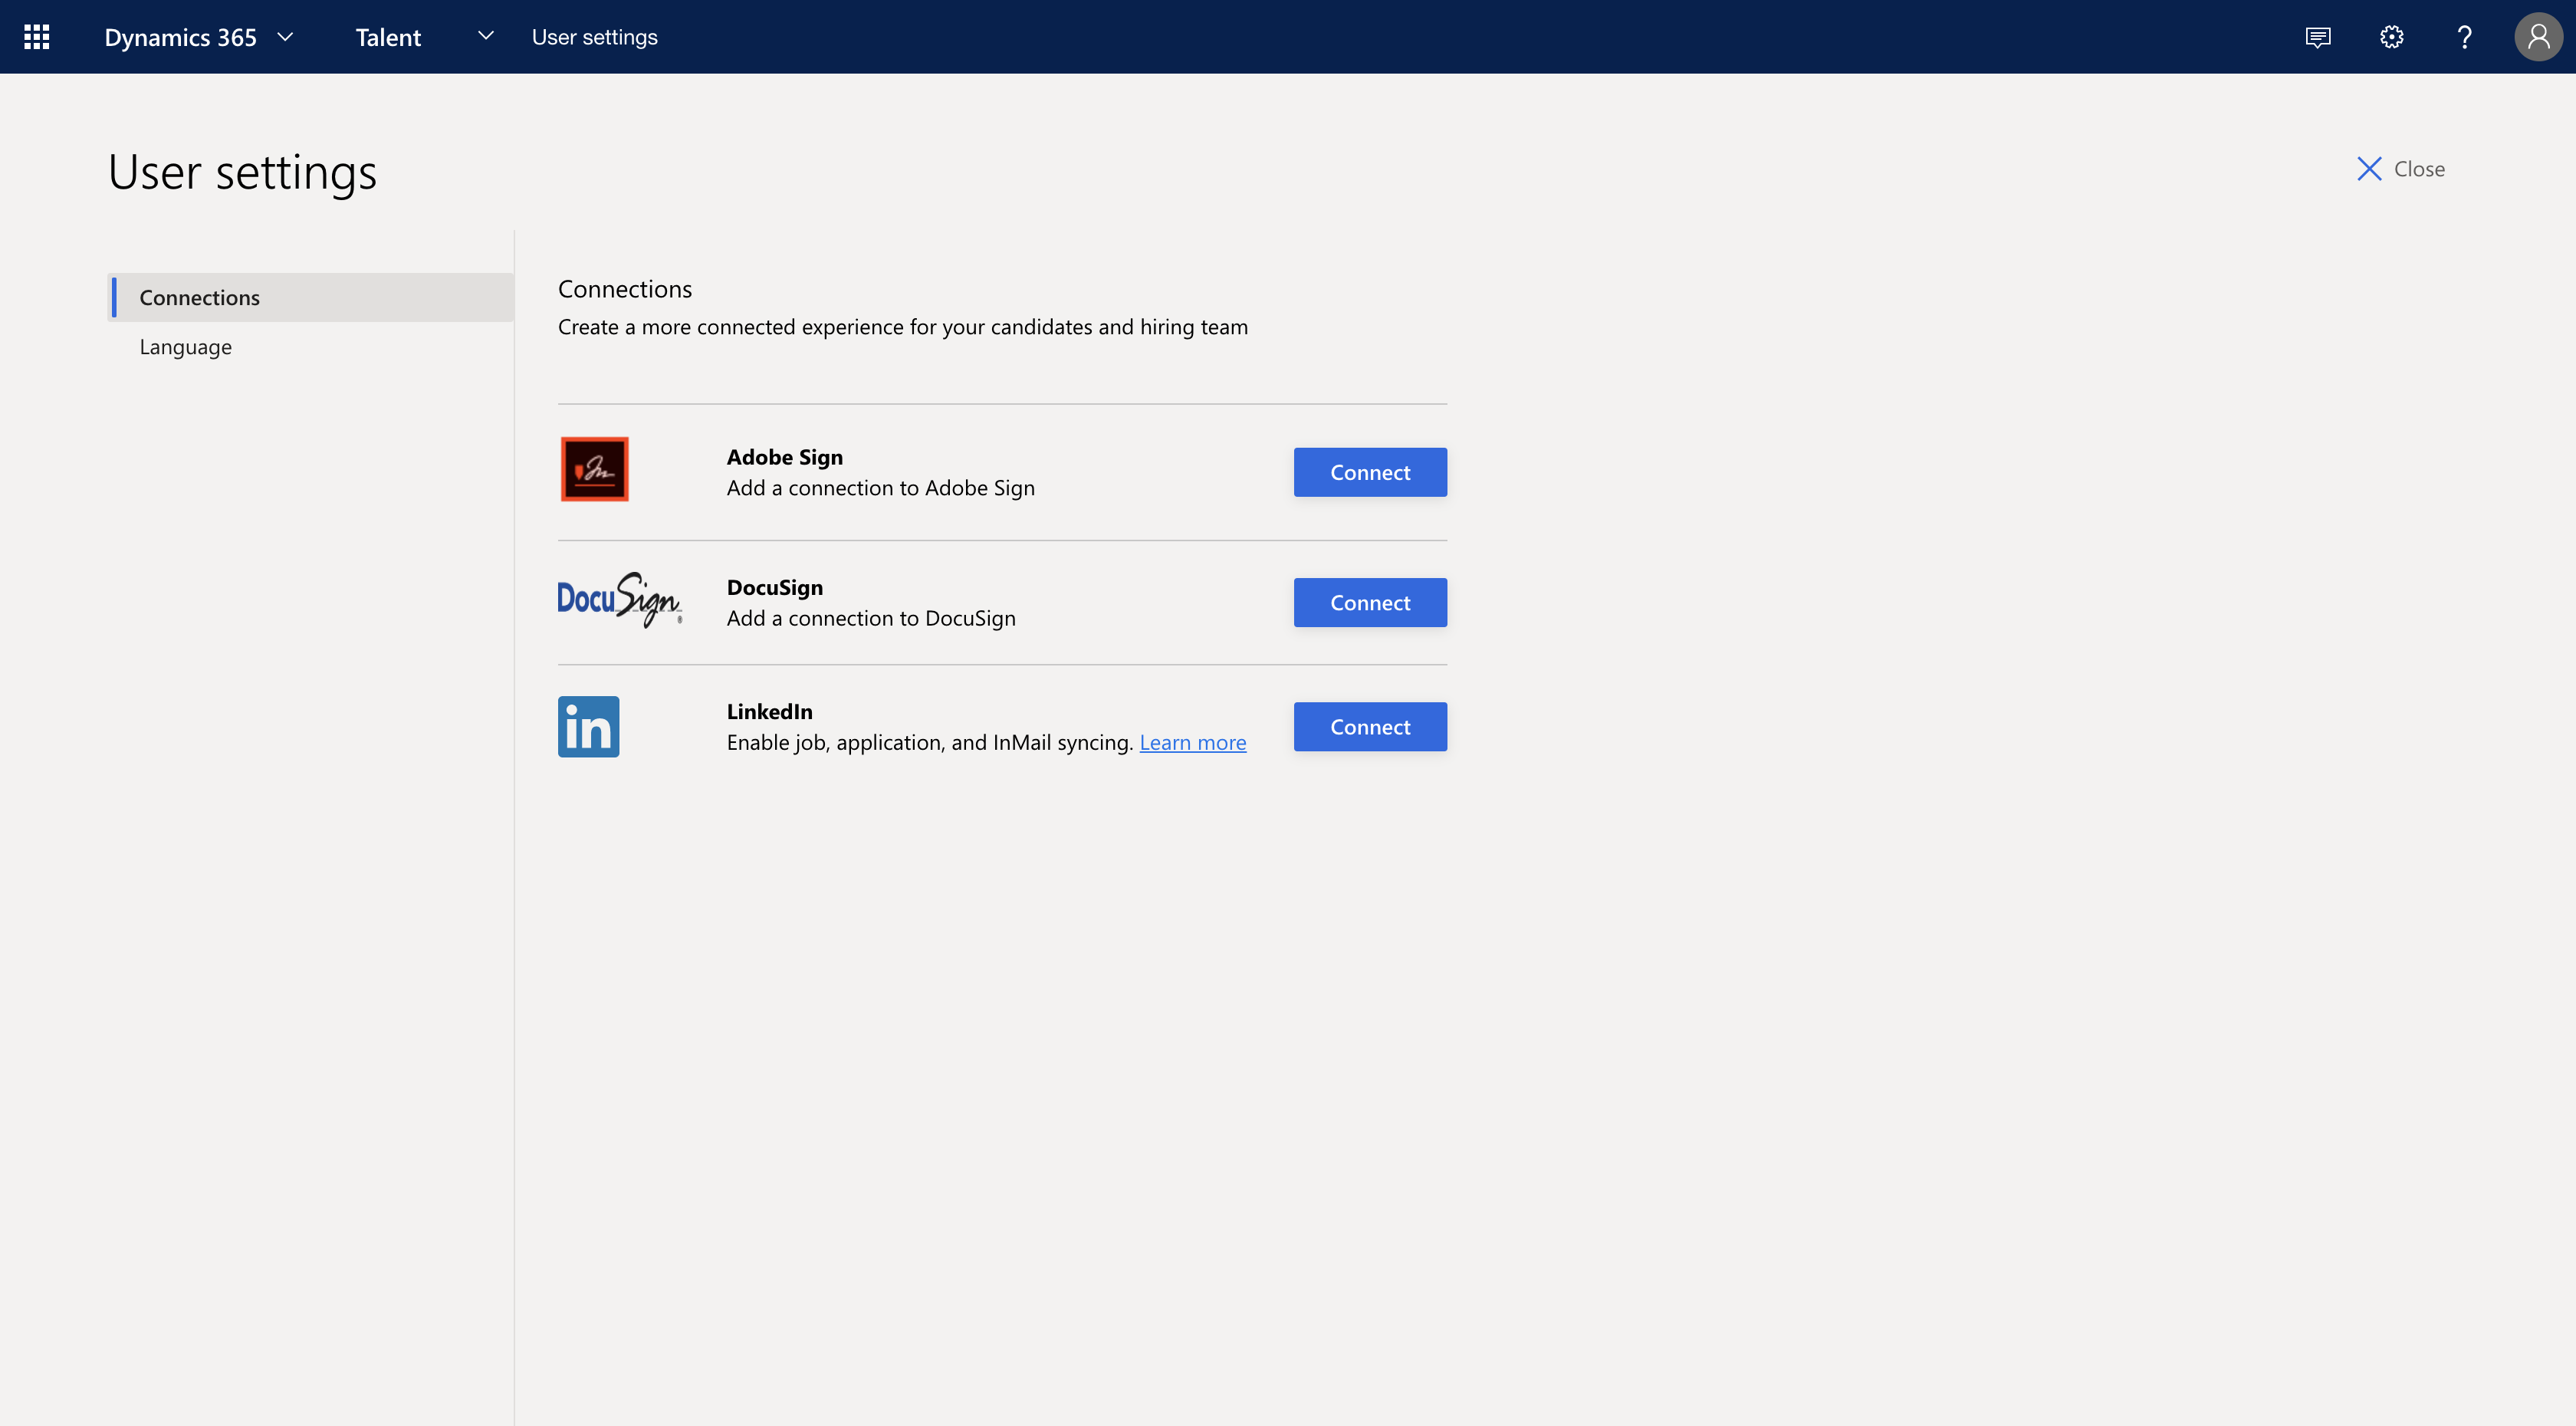 Dynamics 365
Talent
User settings
User settings
Close
Connections
Language
Connections
Create a more connected experience for your candidates and hiring team
Adobe Sign
Add a connection to Adobe Sign
Connect
DocuSign
DocuSign
Add a connection to DocuSign
Connect
in
LinkedIn
Enable job, application, and InMail syncing. Learn more
Connect